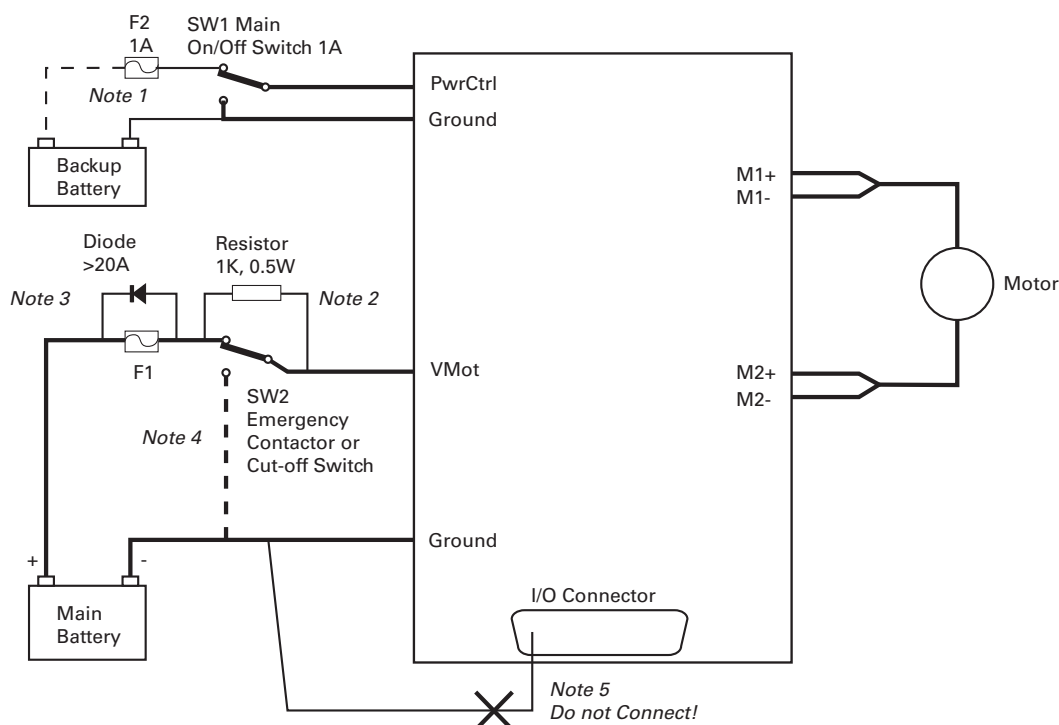 F2
1A
SW1 Main
On/Off Switch 1A
Note 1
PwrCtrl
Ground
Backup
Battery
M1+
M1-
Diode
>20A
Resistor
1K, 0.5W
Note 3
Note 2
Motor
F1
VMot
M2+
M2-
SW2
Emergency
Contactor or
Cut-off Switch
Note 4
Ground
+
-
I/O Connector
Main
Battery
Note 5
Do not Connect!